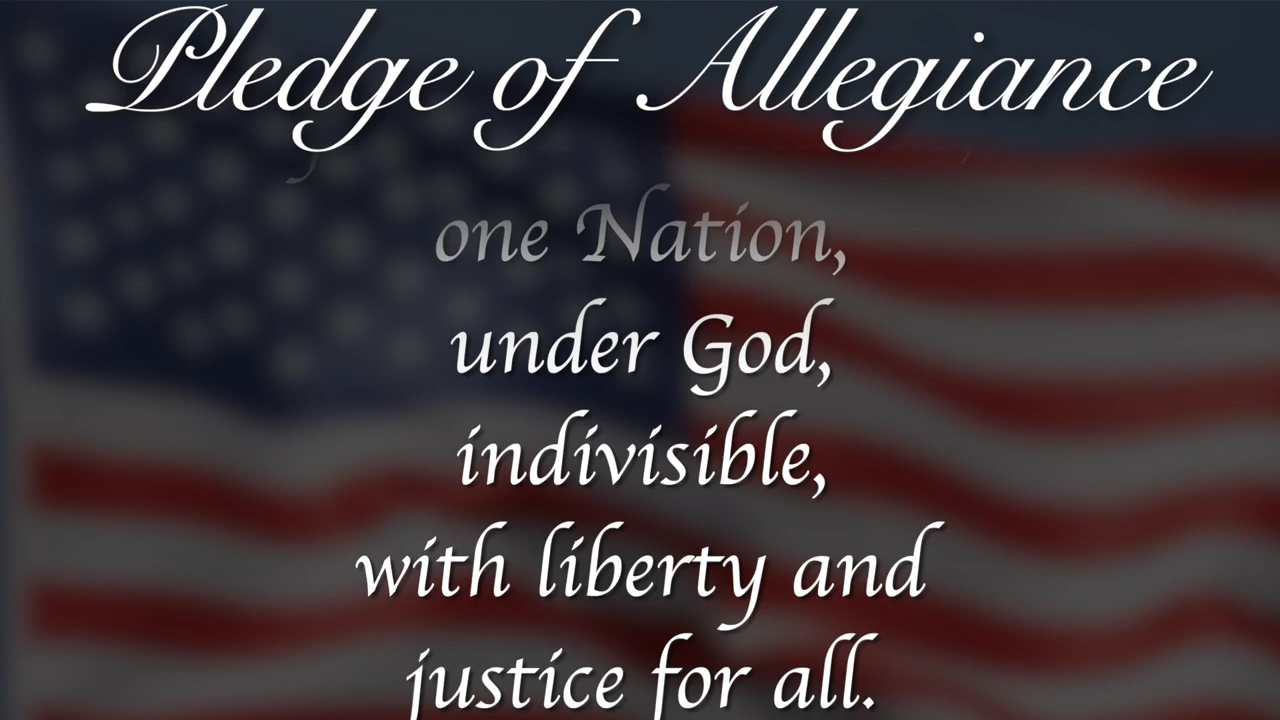 Pledge of Allegiance
one Nation,
under God,
indivisible,
with liberty and
justice for all.